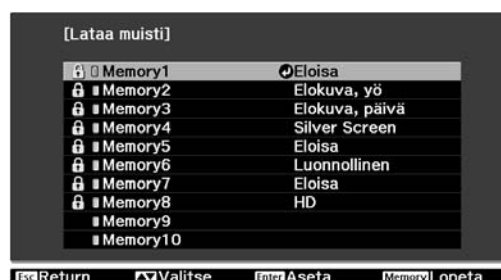 [Lataa muisti]
Memory1 Eloisa
Memory2 Elokuva, yö
Memory3 Elokuva, päivä
Memory4 Silver Screen
Memory5 Eloisa
Memory6 Luonnollinen
Memory7 Eloisa
Memory8 HD
Memory9
Memory10
Esc Return Valitse Enter Aseta Memory Lopeta